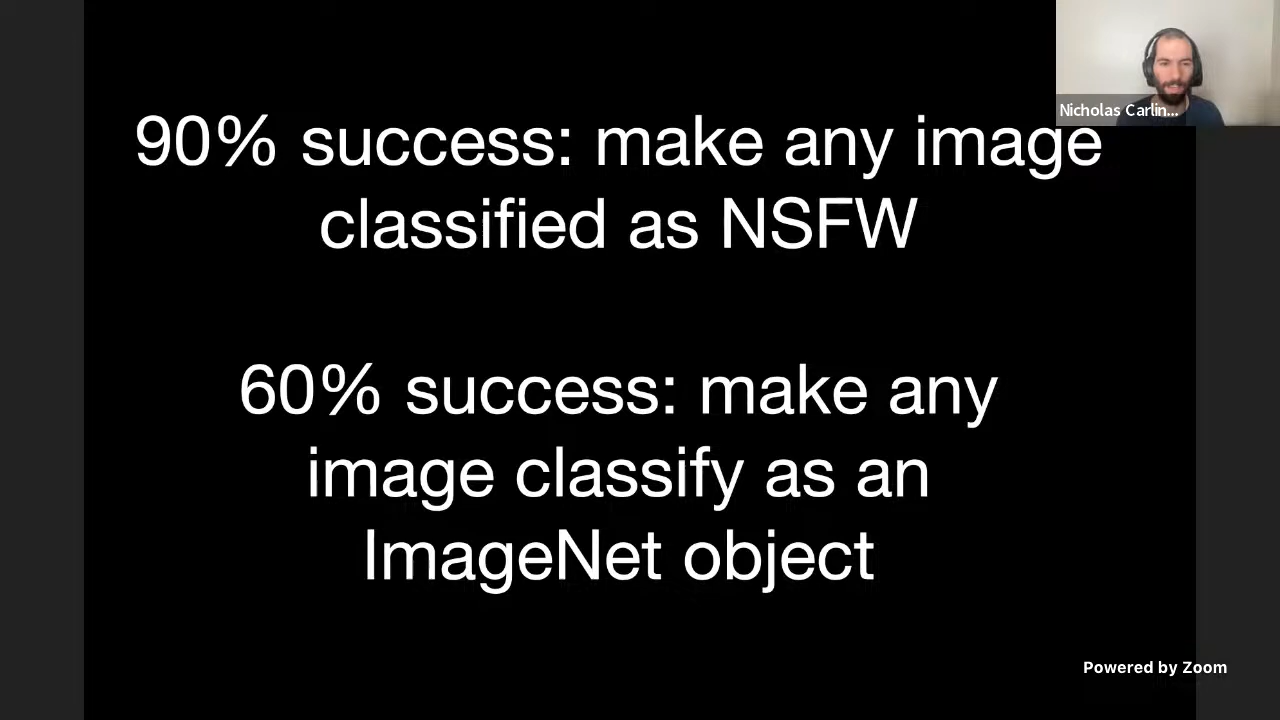 Nicholas Carlin...
90% success: make any image
classified as NSFW
60% success: make any
image classify as an
ImageNet object
Powered by Zoom